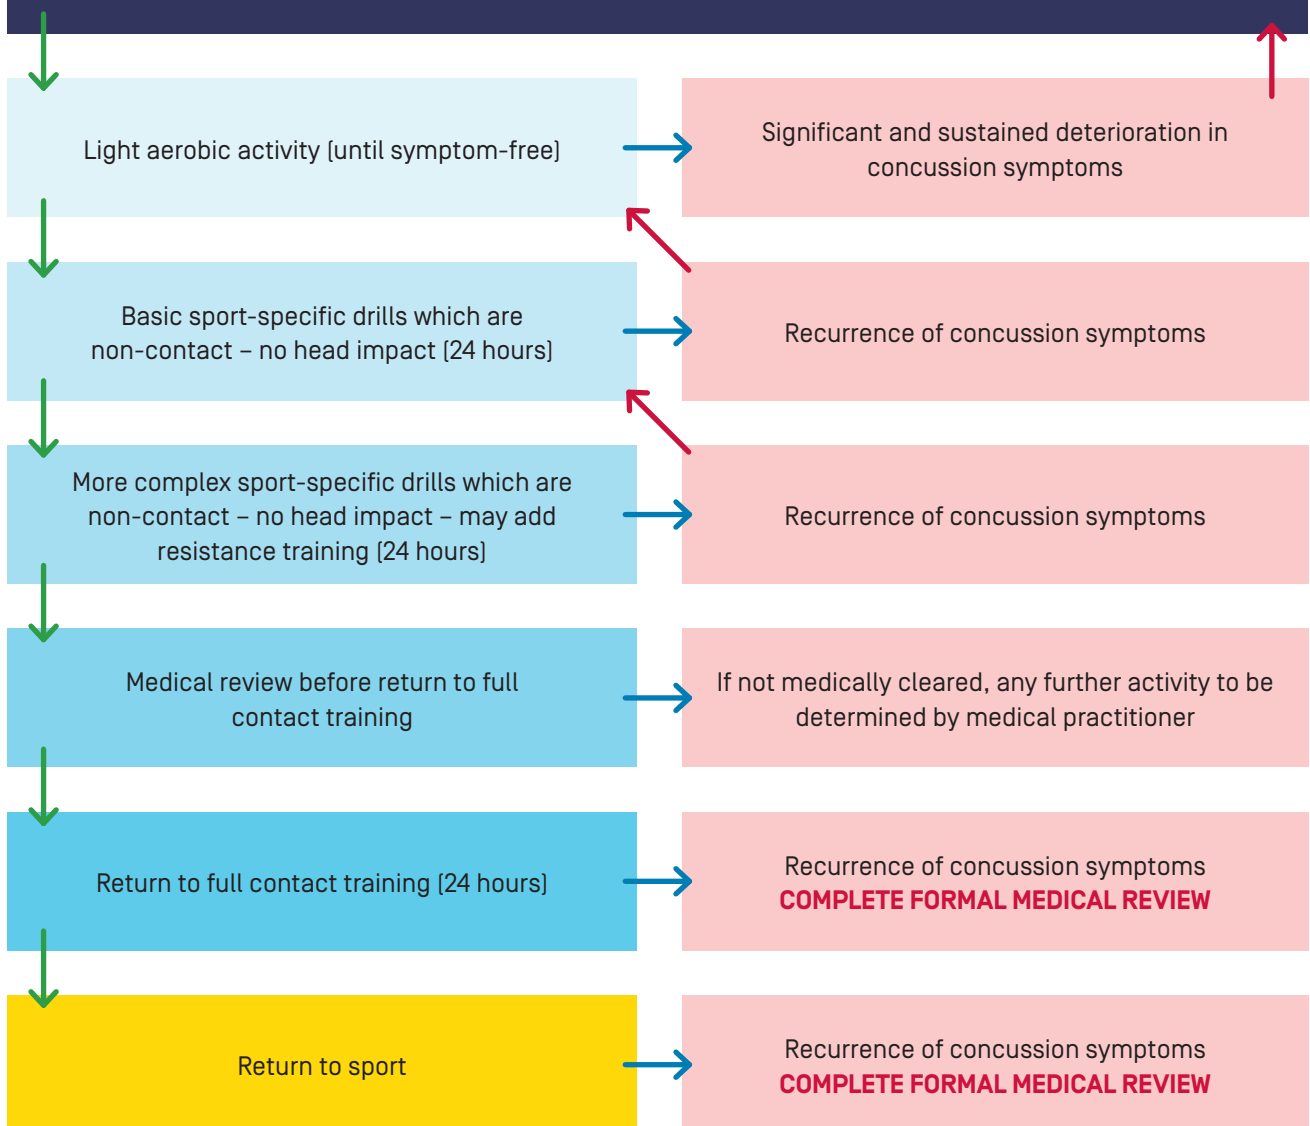 Light aerobic activity (until symptom-free)
Significant and sustained deterioration in
concussion symptoms
Basic sport-specific drills which are
non-contact – no head impact (24 hours)
Recurrence of concussion symptoms
More complex sport-specific drills which are
non-contact – no head impact – may add
resistance training (24 hours)
Recurrence of concussion symptoms
Medical review before return to full
contact training
If not medically cleared, any further activity to be
determined by medical practitioner
Return to full contact training (24 hours)
Recurrence of concussion symptoms
COMPLETE FORMAL MEDICAL REVIEW
Return to sport
Recurrence of concussion symptoms
COMPLETE FORMAL MEDICAL REVIEW